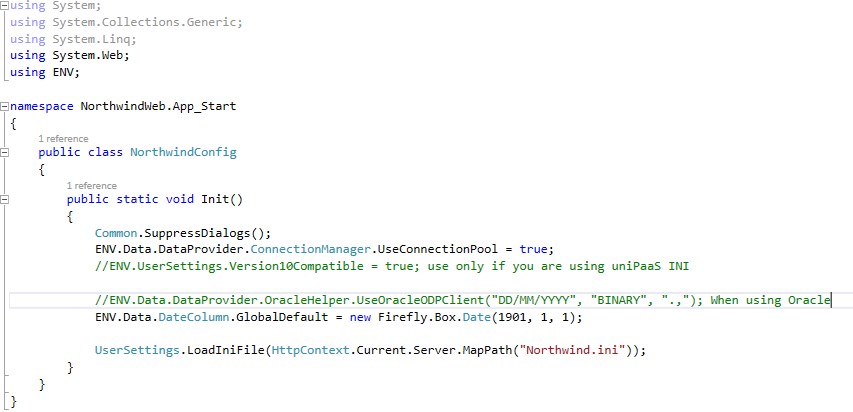 using System;
using System.Collections.Generic;
using System.Linq;
using System.Web;
using ENV;
namespace NorthwindWeb.App_Start
{
1 reference
public class NorthwindConfig
{
1 reference
public static void Init()
{
Common.SuppressDialogs();
ENV.Data.DataProvider.ConnectionManager.UseConnectionPool = true;
//ENV.UserSettings.Version10Compatible = true; use only if you are using uniPaaS INI
//ENV.Data.DataProvider.OracleHelper.UseOracleODPClient("DD/MM/YYYY", "BINARY", ".,"); When using Oracle
ENV.Data.DateColumn.GlobalDefault = new Firefly.Box.Date(1901, 1, 1);
UserSettings.LoadIniFile(HttpContext.Current.Server.MapPath("Northwind.ini"));
}
}
}